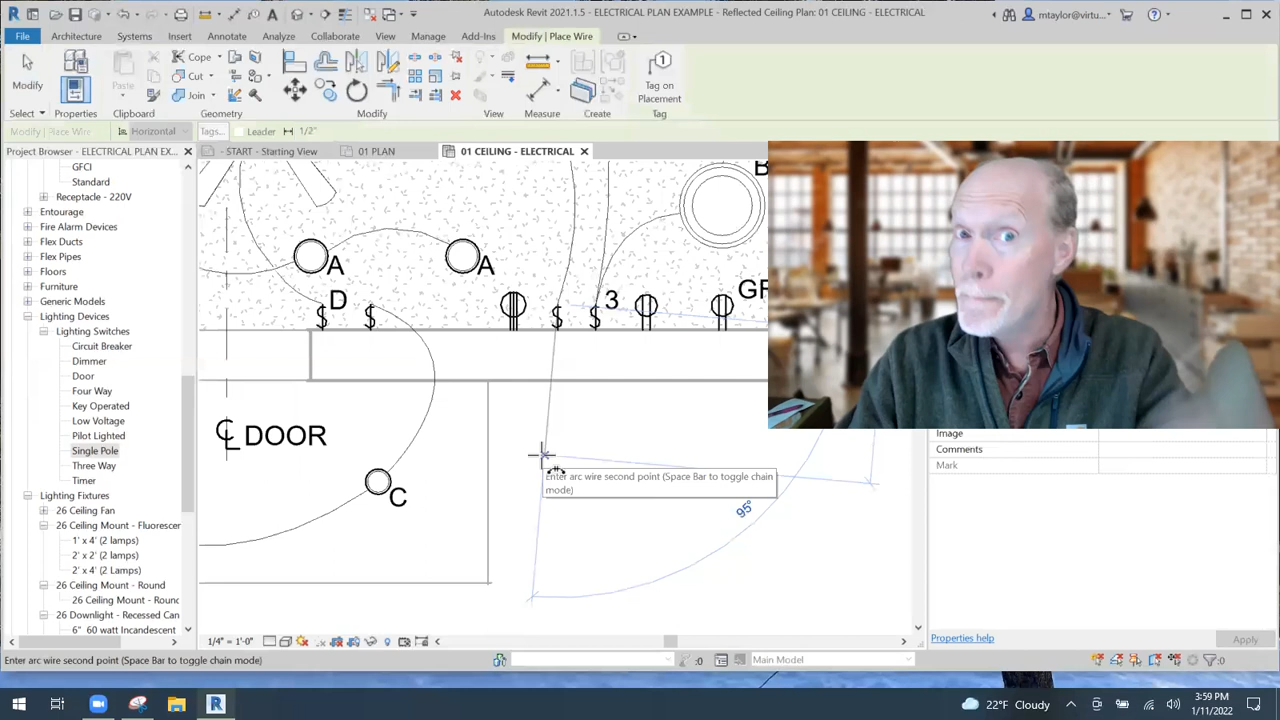 Autodesk Revit 2021.1.5 - ELECTRICAL PLAN EXAMPLE - Reflected Ceiling Plan: 01 CEILING - ELECTRICAL
mtaylor@virtu...
File Architecture Systems Insert Annotate Analyze Collaborate View Manage Add-Ins Modify | Place Wire
Modify
Paste
Cope
Cut
Join
1
Tag on
Placement
Select Properties Clipboard Geometry Modify View Measure Create Tag
Modify | Place Wire Horizontal Tags... Leader 1/2"
Project Browser - ELECTRICAL PLAN EX...
- START - Starting View
01 PLAN
01 CEILING - ELECTRICAL
GFCI
Standard
Receptacle - 220V
Entourage
Fire Alarm Devices
Flex Ducts
Flex Pipes
Floors
Furniture
Generic Models
Lighting Devices
Lighting Switches
Circuit Breaker
Dimmer
Door
Four Way
Key Operated
Low Voltage
Pilot Lighted
Single Pole
Three Way
Timer
Lighting Fixtures
26 Ceiling Fan
26 Ceiling Mount - Fluorescer
1' x 4' (2 lamps)
2' x 2' (2 lamps)
2' x 4' (2 Lamps)
26 Ceiling Mount - Round
26 Ceiling Mount - Round
26 Downlight - Recessed Can
6" 60 watt Incandescent
A
A
D
3
$
$
$
$
℄ DOOR
C
Enter arc wire second point (Space Bar to toggle chain
mode)
95°
Image
Comments
Mark
Properties help
Apply
1/4" = 1'-0"
Enter arc wire second point (Space Bar to toggle chain mode)
:0
Main Model
:0
22°F Cloudy
3:59 PM
1/11/2022